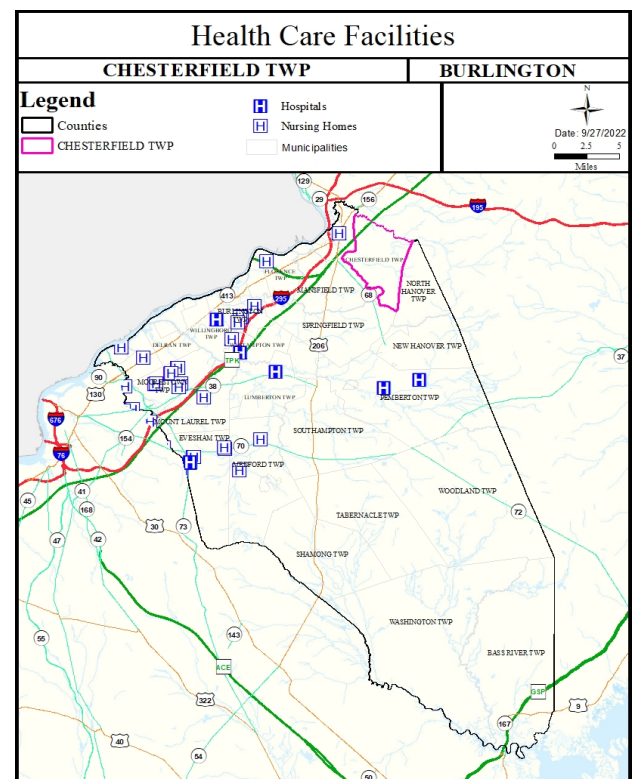 Health Care Facilities
CHESTERFIELD TWP
BURLINGTON
Legend
Counties
CHESTERFIELD TWP
H Hospitals
H Nursing Homes
Municipalities
N
Date: 9/27/2022
0 2.5 5
Miles
129
29
156
195
CHESTERFIELD TWP
FLORENCE
TWP
NORTH
HANOVER
TWP
MANSFIELD TWP
68
413
295
SPRINGFIELD TWP
WILLINGBORO
TWP
206
NEW HANOVER TWP
DELRAN TWP
TPK
37
90
130
38
LUMBERTON TWP
PEMBERTON TWP
676
MOUNT LAUREL TWP
SOUTHAMPTON TWP
154
EVESHAM TWP
70
76
MEDFORD TWP
41
WOODLAND TWP
45
168
72
30
73
TABERNACLE TWP
47
42
SHAMONG TWP
WASHINGTON TWP
143
55
BASS RIVER TWP
ACE
GSP
322
9
167
40
54
50